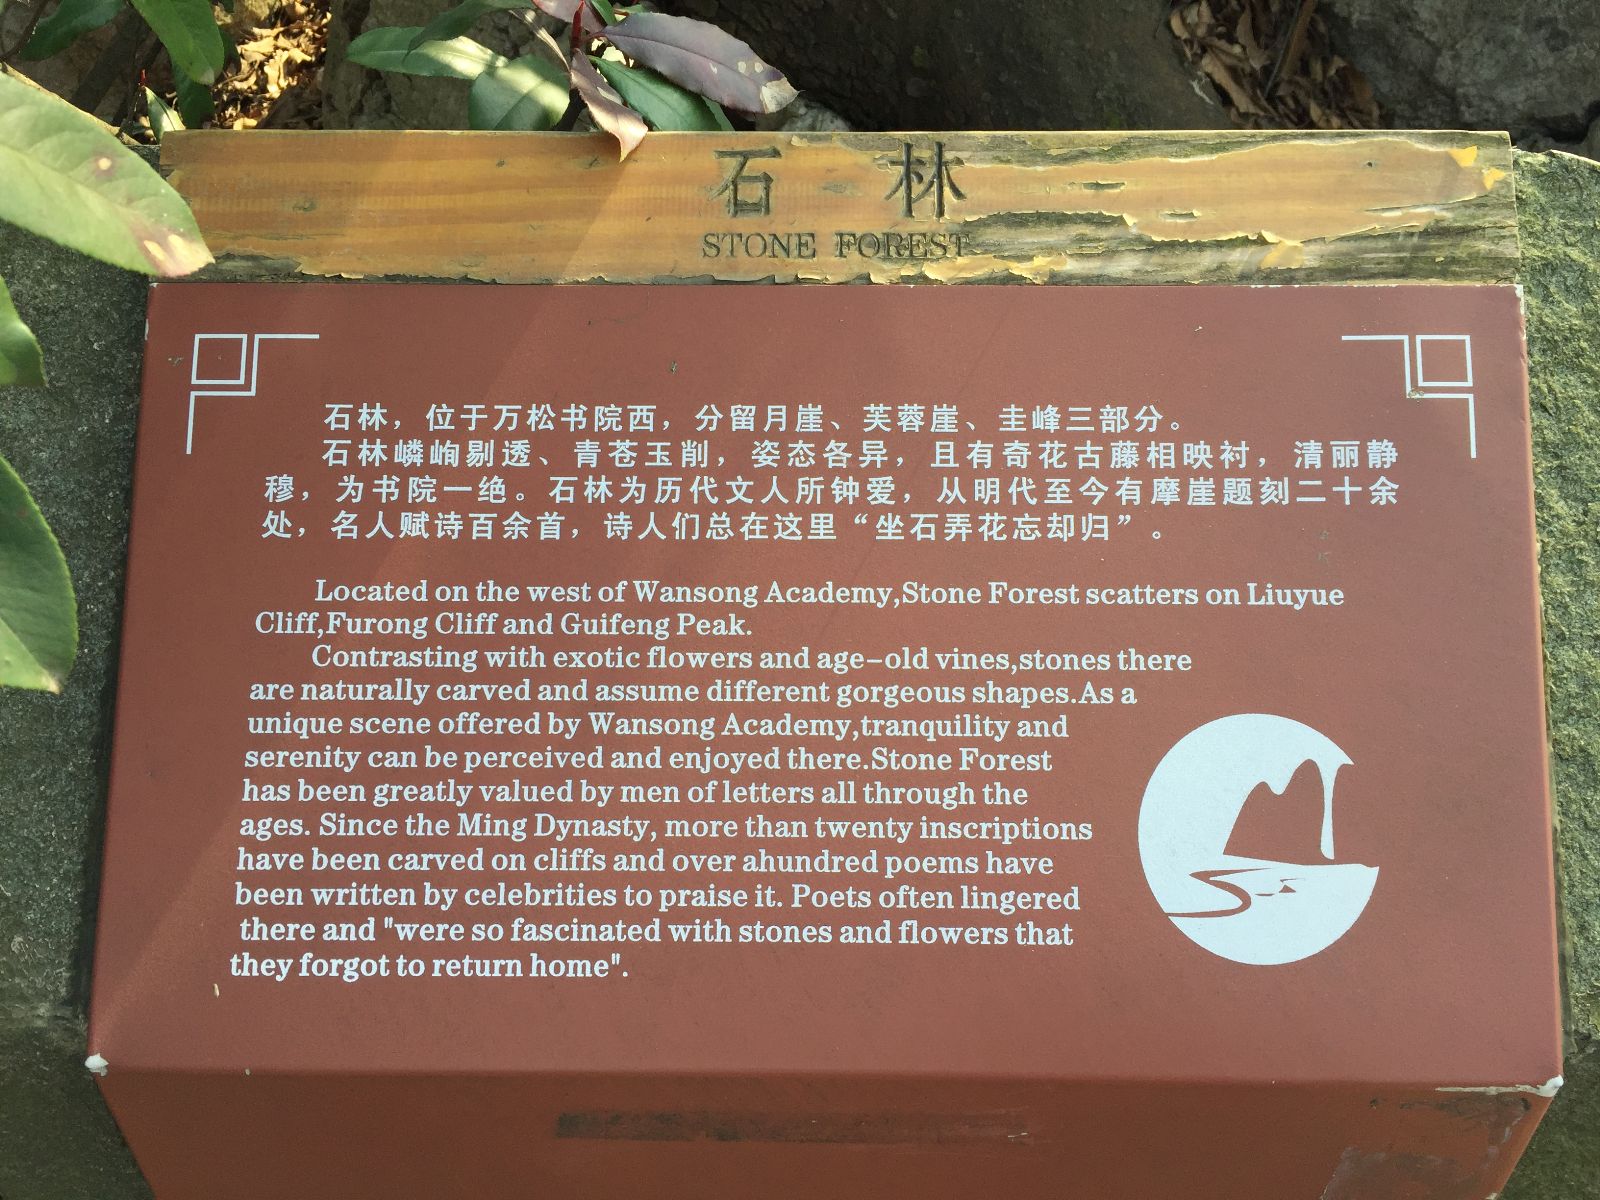 石 林
STONE FOREST
石林，位于万松书院西，分留月崖、芙蓉崖、圭峰三部分。
石林嶙峋剔透、青苍玉削，姿态各异，且有奇花古藤相映衬，清丽静
穆，为书院一绝。石林为历代文人所钟爱，从明代至今有摩崖题刻二十余
处，名人赋诗百余首，诗人们总在这里“坐石弄花忘却归”。
Located on the west of Wansong Academy,Stone Forest scatters on Liuyue
Cliff,Furong Cliff and Guifeng Peak.
Contrasting with exotic flowers and age-old vines,stones there
are naturally carved and assume different gorgeous shapes.As a
unique scene offered by Wansong Academy,tranquility and
serenity can be perceived and enjoyed there.Stone Forest
has been greatly valued by men of letters all through the
ages. Since the Ming Dynasty, more than twenty inscriptions
have been carved on cliffs and over ahundred poems have
been written by celebrities to praise it. Poets often lingered
there and "were so fascinated with stones and flowers that
they forgot to return home".